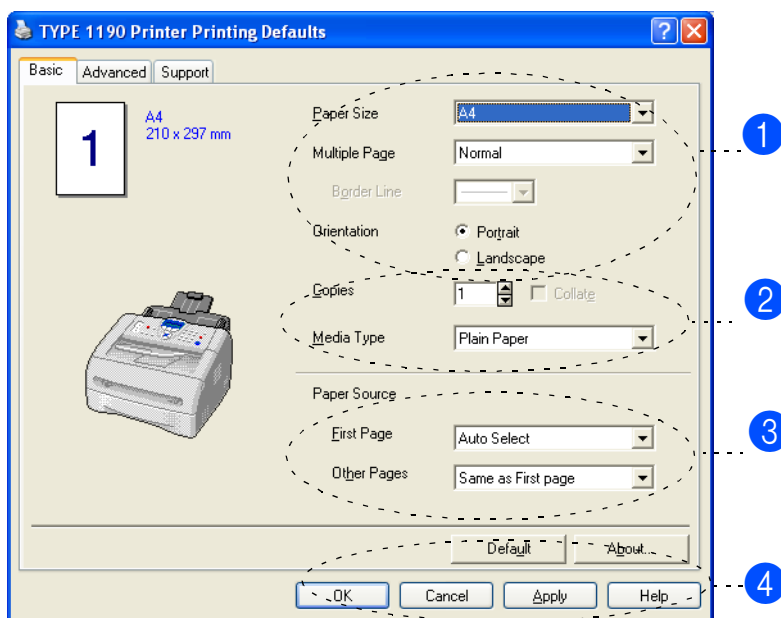 TYPE 1190 Printer Printing Defaults
Basic Advanced Support
1
A4
210 x 297 mm
Paper Size A4
Multiple Page Normal
Border Line
Orientation Portrait
Landscape
Copies 1 Collate
Media Type Plain Paper
Paper Source
First Page Auto Select
Other Pages Same as First page
Default About...
OK Cancel Apply Help
1
2
3
4